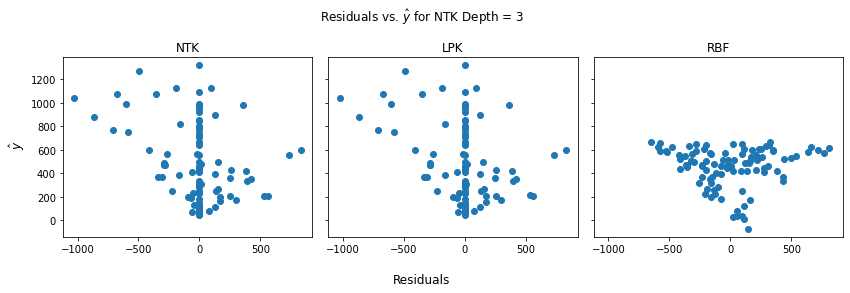 Residuals vs. ŷ for NTK Depth = 3
NTK LPK RBF
1200
1000
800
600
400
200
0
ŷ
−1000 −500 0 500 −1000 −500 0 500 −1000 −500 0 500
Residuals